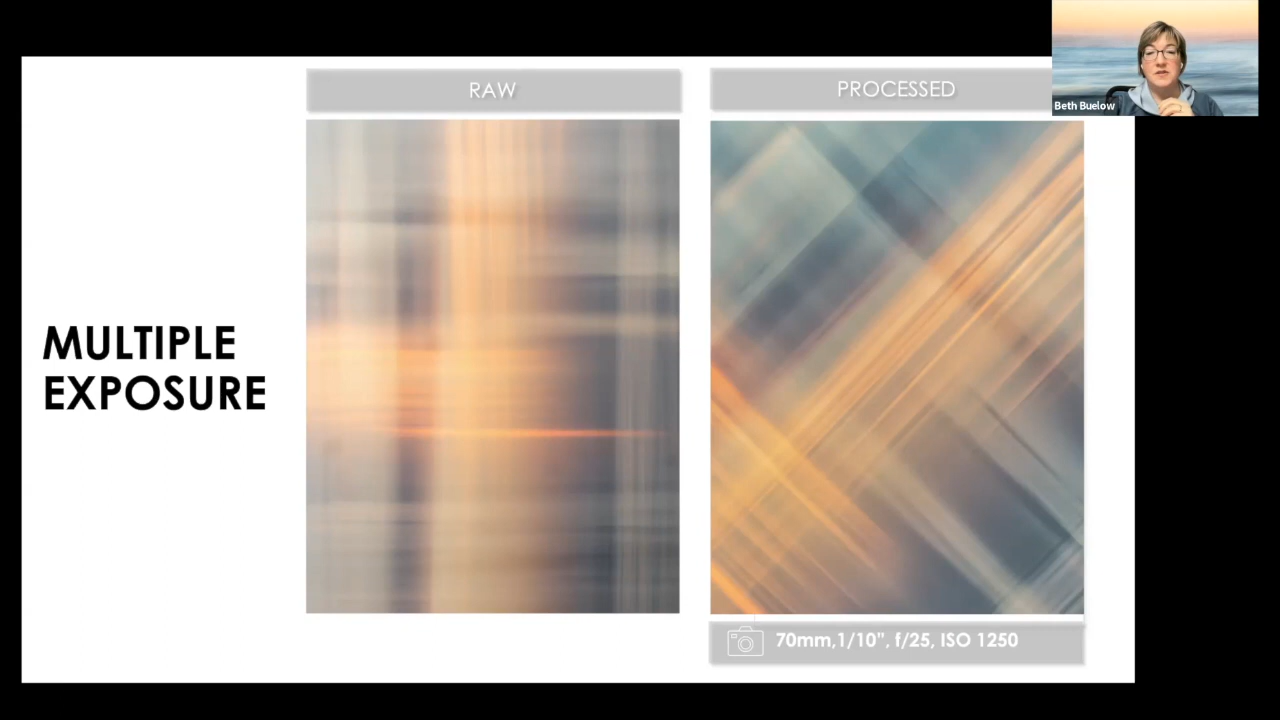 RAW
PROCESSED
Beth Buelow
MULTIPLE
EXPOSURE
70mm,1/10", f/25, ISO 1250